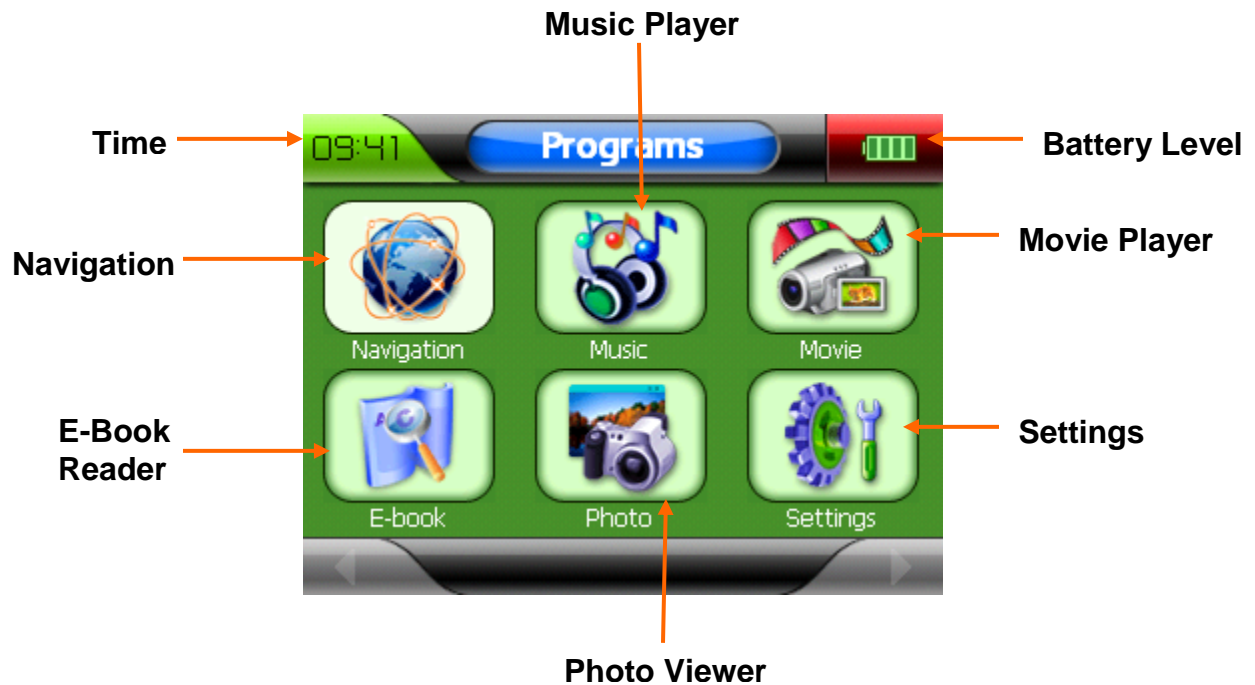 Music Player
Time
09:41
Programs
Battery Level
Navigation
Movie Player
Navigation
Music
Movie
E-Book
Reader
Settings
E-book
Photo
Settings
Photo Viewer